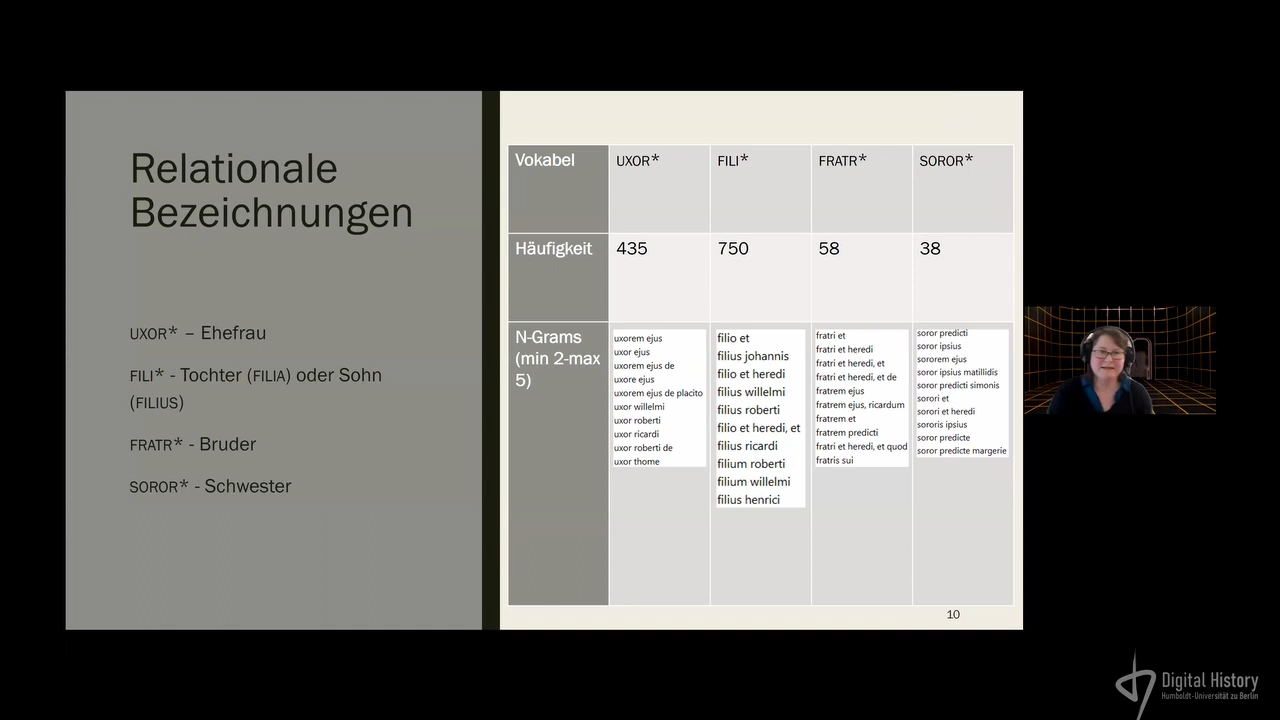 Relationale
Bezeichnungen
UXOR* – Ehefrau
FILI* - Tochter (FILIA) oder Sohn
(FILIUS)
FRATR* - Bruder
SOROR* - Schwester
Vokabel
UXOR*
FILI*
FRATR*
SOROR*
Häufigkeit
435
750
58
38
N-Grams
(min 2-max
5)
uxorem ejus
uxor ejus
uxorem ejus de
uxore ejus
uxorem ejus de placito
uxor willelmi
uxor roberti
uxor ricardi
uxor roberti de
uxor thome
filio et
filius johannis
filio et heredi
filius willelmi
filius roberti
filio et heredi, et
filius ricardi
filium roberti
filium willelmi
filius henrici
fratri et
fratri et heredi
fratri et heredi, et
fratri et heredi, et de
fratrem ejus
fratrem ejus, ricardum
fratrem et
fratrem predicti
fratri et heredi, et quod
fratris sui
soror predicti
soror ipsius
sororem ejus
soror ipsius matillidis
soror predicti simonis
sorori et
sorori et heredi
sororis ipsius
soror predicte
soror predicte margerie
10
Digital History
Humboldt-Universität zu Berlin